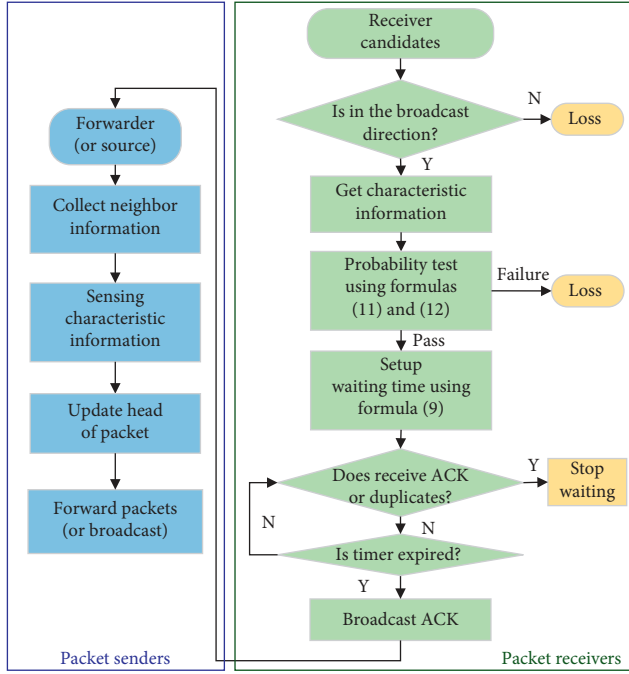 Forwarder
(or source)
Collect neighbor
information
Sensing
characteristic
information
Update head
of packet
Forward packets
(or broadcast)
Packet senders
Receiver
candidates
Is in the broadcast
direction?
N
Loss
Y
Get characteristic
information
Probability test
using formulas
(11) and (12)
Failure
Loss
Pass
Setup
waiting time using
formula (9)
Does receive ACK
or duplicates?
Y
Stop
waiting
N
N
Is timer expired?
Y
Broadcast ACK
Packet receivers